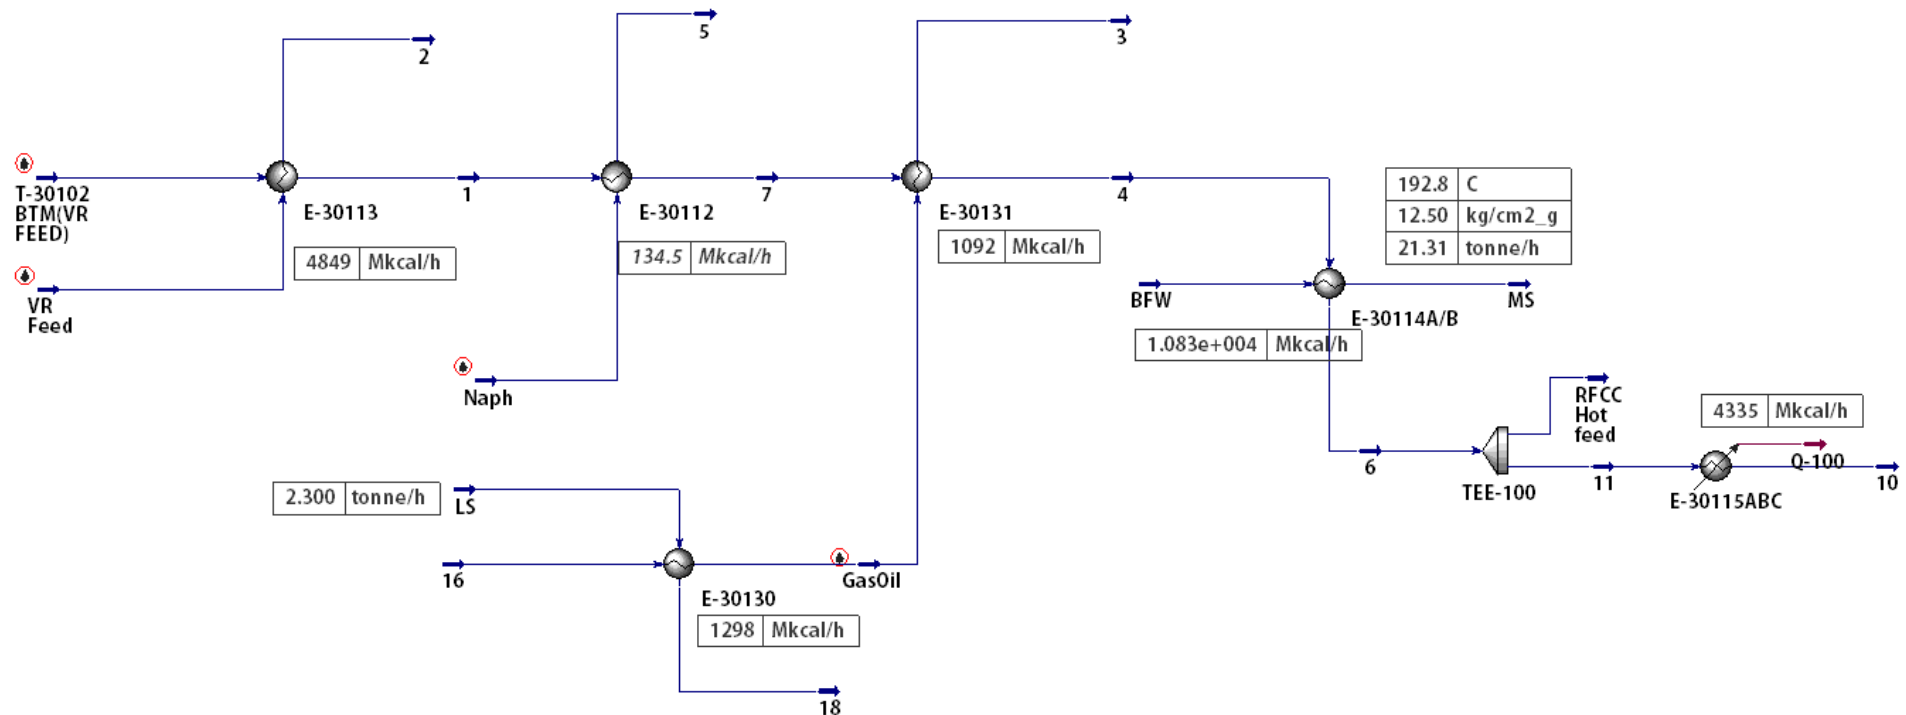 5
3
2
T-30102
BTM(VR
FEED)
1
7
4
E-30113
E-30112
E-30131
4849 Mkcal/h
134.5 Mkcal/h
1092 Mkcal/h
192.8 C
12.50 kg/cm2_g
21.31 tonne/h
VR
Feed
BFW
MS
E-30114A/B
1.083e+004 Mkcal/h
Naph
RFCC
Hot
feed
4335 Mkcal/h
6
TEE-100
11
Q-100
10
E-30115ABC
2.300 tonne/h
LS
16
GasOil
E-30130
1298 Mkcal/h
18